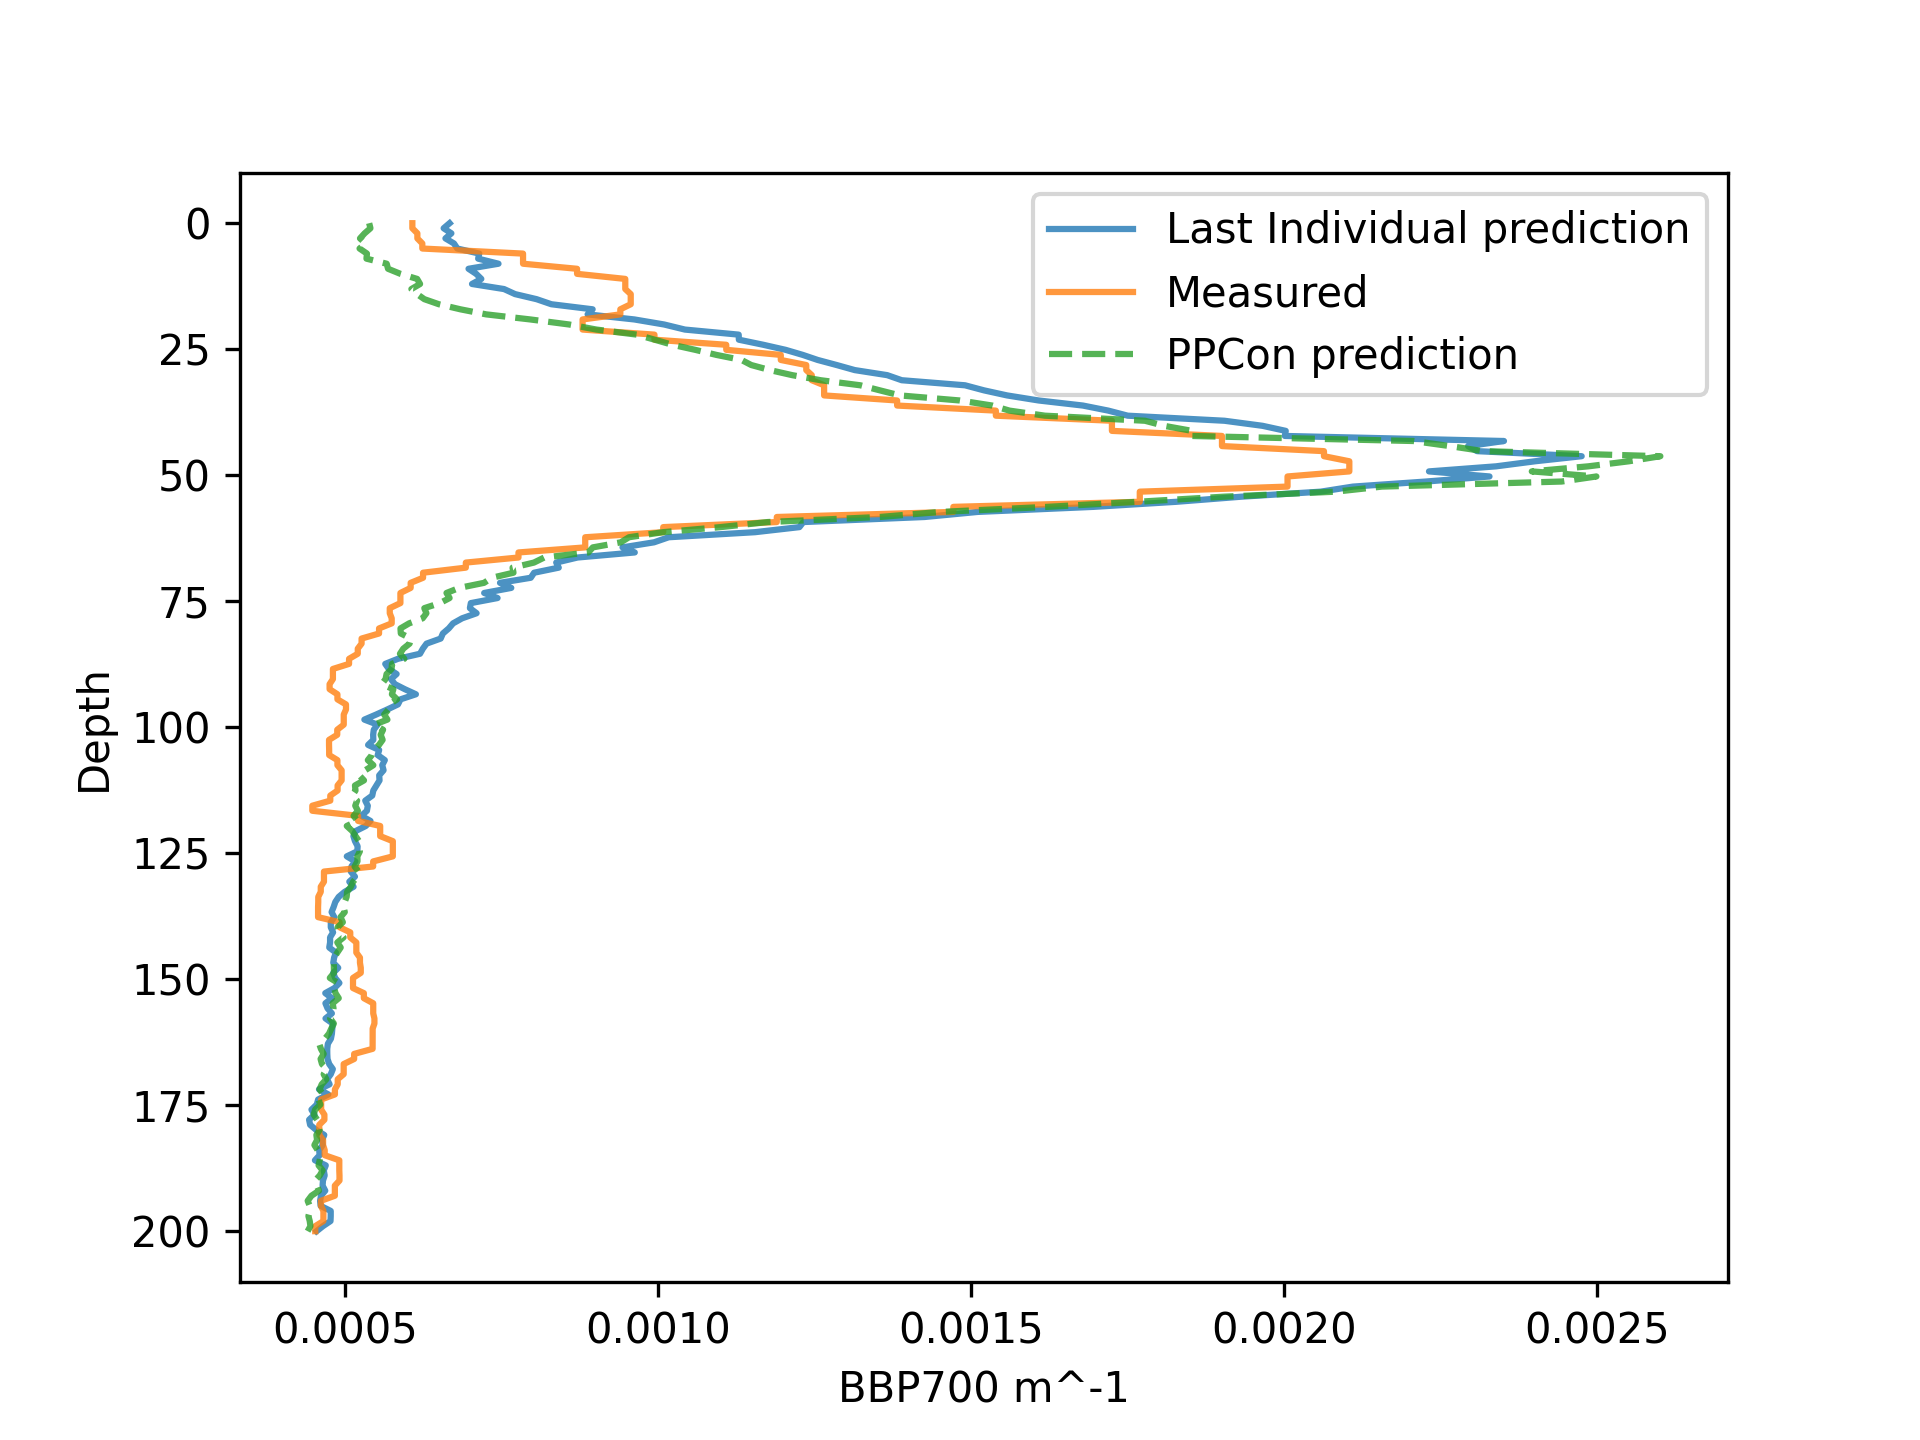 Last Individual prediction
Measured
PPCon prediction
0
25
50
75
100
125
150
175
200
Depth
0.0005 0.0010 0.0015 0.0020 0.0025
BBP700 m^-1